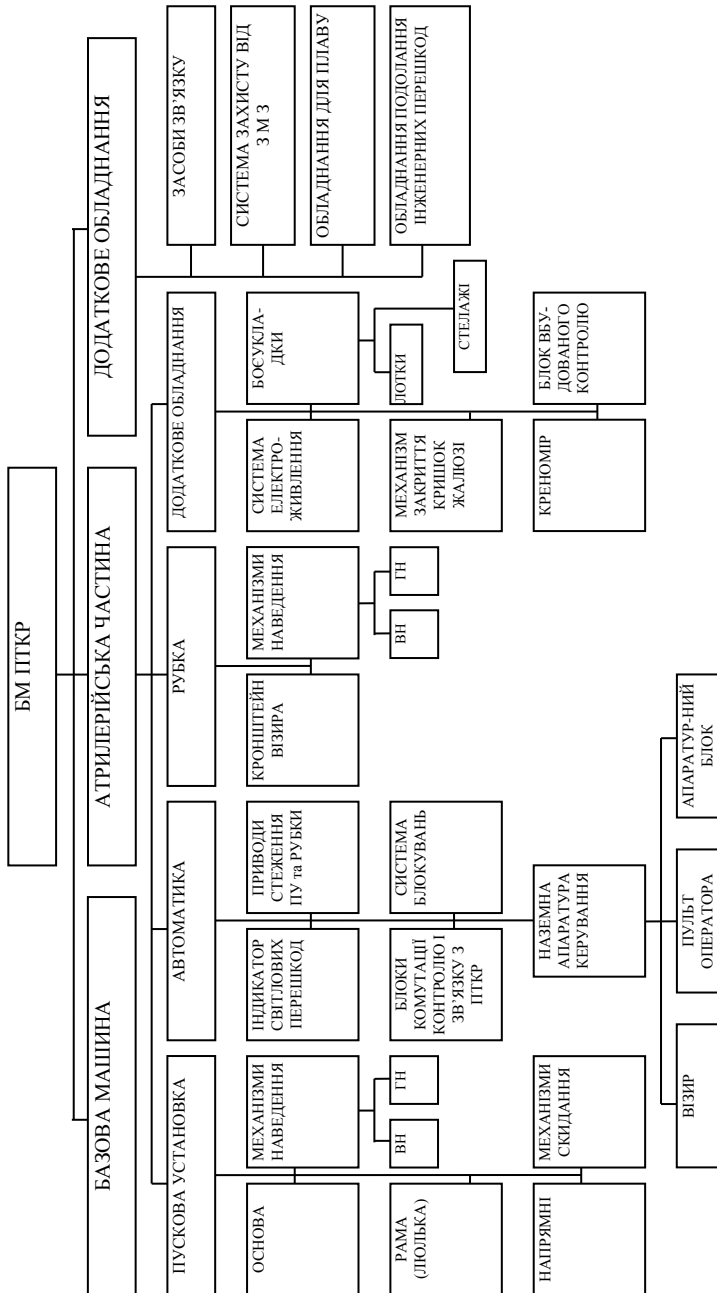 БМ ПТКР
БАЗОВА МАШИНА
АТРИЛЕРІЙСЬКА ЧАСТИНА
ДОДАТКОВЕ ОБЛАДНАННЯ
ПУСКОВА УСТАНОВКА
АВТОМАТИКА
РУБКА
ДОДАТКОВЕ ОБЛАДНАННЯ
ОСНОВА
МЕХАНІЗМИ
НАВЕДЕННЯ
ВН
ГН
РАМА
(ЛЮЛЬКА)
НАПРЯМНІ
МЕХАНІЗМИ
СКИДАННЯ
ІНДИКАТОР
СВІТЛОВИХ
ПЕРЕШКОД
ПРИВОДИ
СТЕЖЕННЯ
ПУ та РУБКИ
БЛОКИ
КОМУТАЦІЇ
КОНТРОЛЮ І
ЗВ’ЯЗКУ З
ПТКР
СИСТЕМА
БЛОКУВАНЬ
НАЗЕМНА
АПАРАТУРА
КЕРУВАННЯ
ВІЗИР
ПУЛЬТ
ОПЕРАТОРА
АПАРАТУР-НИЙ
БЛОК
КРОНШТЕЙН
ВІЗИРА
МЕХАНІЗМИ
НАВЕДЕННЯ
ВН
ГН
СИСТЕМА
ЕЛЕКТРО-
ЖИВЛЕННЯ
БОЄУКЛА-
ДКИ
ЛОТКИ
СТЕЛАЖІ
МЕХАНІЗМ
ЗАКРИТТЯ
КРИШОК
ЖАЛЮЗІ
КРЕНОМІР
БЛОК ВБУ-
ДОВАНОГО
КОНТРОЛЮ
ЗАСОБИ ЗВ’ЯЗКУ
СИСТЕМА ЗАХИСТУ ВІД
З М З
ОБЛАДНАННЯ ДЛЯ ПЛАВУ
ОБЛАДНАННЯ ПОДОЛАННЯ
ІНЖЕНЕРНИХ ПЕРЕШКОД